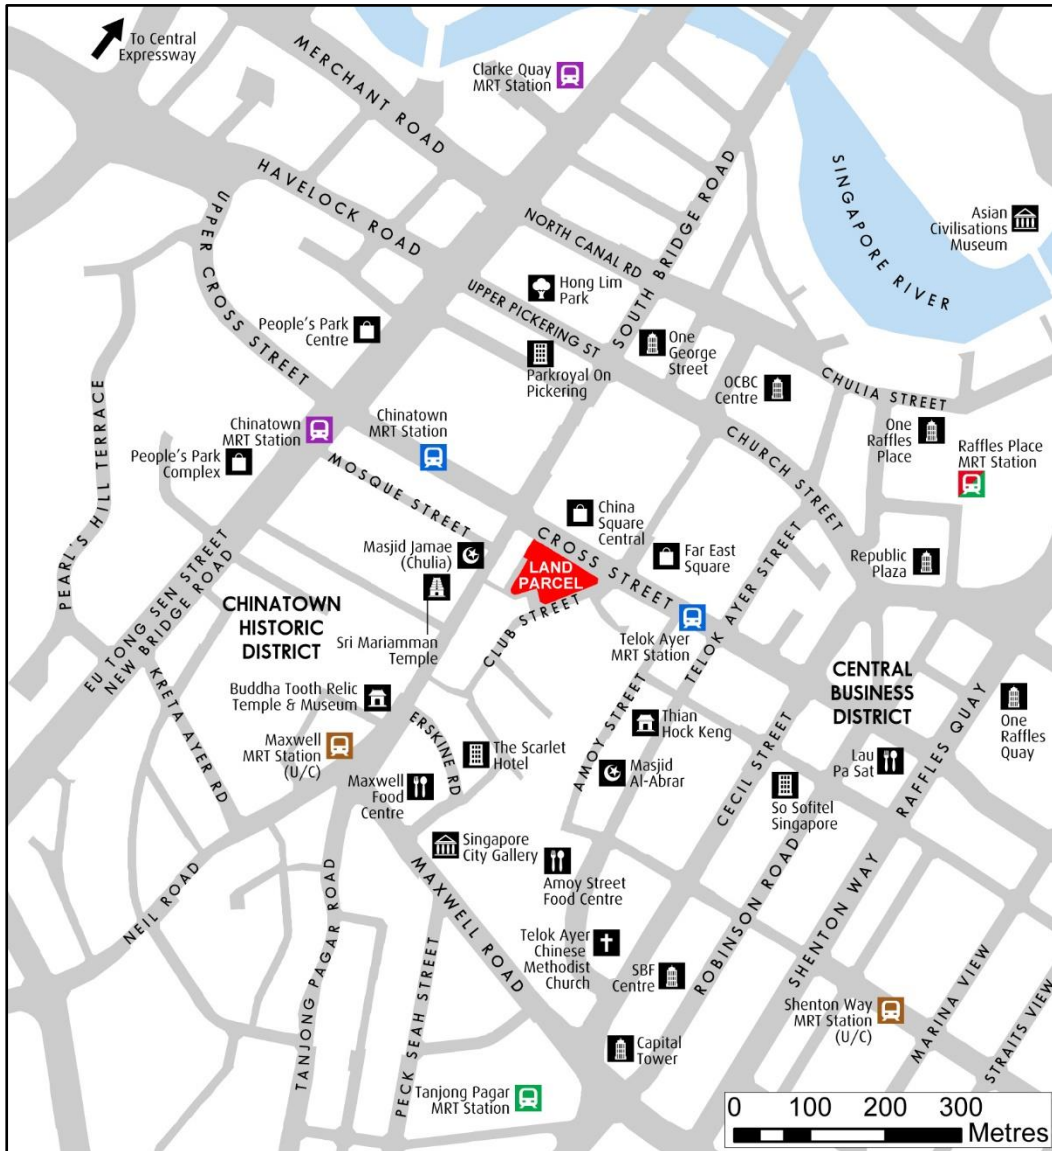 To Central
Expressway
MERCHANT ROAD
Clarke Quay
MRT Station
HAVELOCK ROAD
UPPER CROSS STREET
NORTH CANAL RD
SOUTH BRIDGE ROAD
SINGAPORE RIVER
Asian
Civilisations
Museum
Hong Lim
Park
UPPER PICKERING ST
People's Park
Centre
One
George
Street
Parkroyal On
Pickering
OCBC
Centre
CHULIA STREET
PEARL'S HILL TERRACE
Chinatown
MRT Station
Chinatown
MRT Station
People's Park
Complex
MOSQUE STREET
CHURCH STREET
One
Raffles
Place
Raffles Place
MRT Station
China
Square
Central
CROSS STREET
Far East
Square
TELOK AYER STREET
Republic
Plaza
Masjid Jamae
(Chulia)
LAND
PARCEL
EU TONG SEN STREET
NEW BRIDGE ROAD
CHINATOWN
HISTORIC
DISTRICT
Sri Mariamman
Temple
CLUB STREET
Telok Ayer
MRT Station
CENTRAL
BUSINESS
DISTRICT
KRETA AYER RD
Buddha Tooth Relic
Temple & Museum
ERSKINE RD
AMOY STREET
Thian
Hock Keng
CECIL STREET
RAFFLES QUAY
One
Raffles
Quay
Maxwell
MRT Station
(U/C)
The Scarlet
Hotel
Masjid
Al-Abrar
Lau
Pa Sat
Maxwell
Food
Centre
So Sofitel
Singapore
Singapore
City Gallery
Amoy Street
Food Centre
NEIL ROAD
MAXWELL ROAD
TANJONG PAGAR ROAD
PECK SEAH STREET
ROBINSON ROAD
SHENTON WAY
Telok Ayer
Chinese
Methodist
Church
SBF
Centre
Shenton Way
MRT Station
(U/C)
MARINA VIEW
STRAITS VIEW
Capital
Tower
Tanjong Pagar
MRT Station
0 100 200 300
Metres